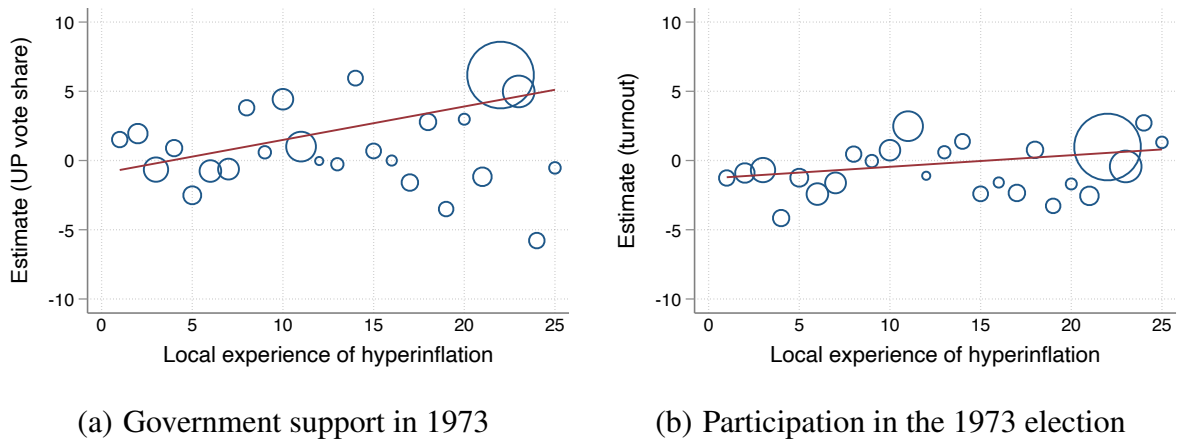 10
5
0
-5
-10
Estimate (UP vote share)
0 5 10 15 20 25
Local experience of hyperinflation
(a) Government support in 1973
10
5
0
-5
-10
Estimate (turnout)
0 5 10 15 20 25
Local experience of hyperinflation
(b) Participation in the 1973 election